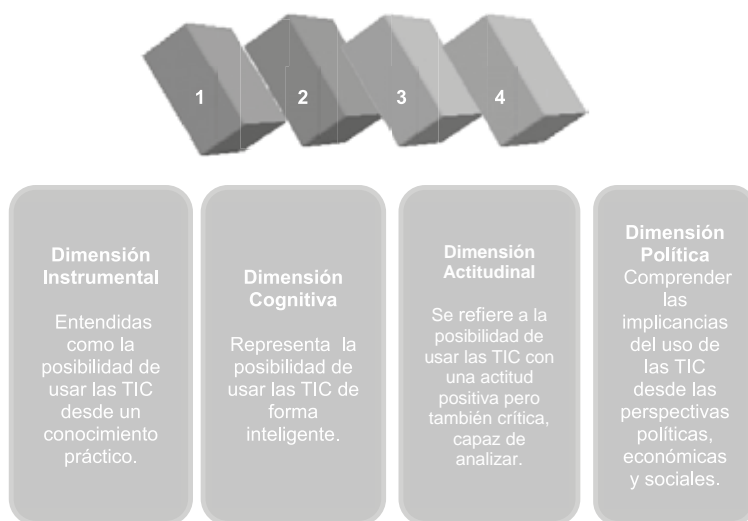 1 2 3 4
Dimensión
Instrumental
Entendidas
como la
posibilidad de
usar las TIC
desde un
conocimiento
práctico.
Dimensión
Cognitiva
Representa la
posibilidad de
usar las TIC de
forma
inteligente.
Dimensión
Actitudinal
Se refiere a la
posibilidad de
usar las TIC con
una actitud
positiva pero
también crítica,
capaz de
analizar.
Dimensión
Política
Comprender
las
implicancias
del uso de
las TIC
desde las
perspectivas
políticas,
económicas
y sociales.